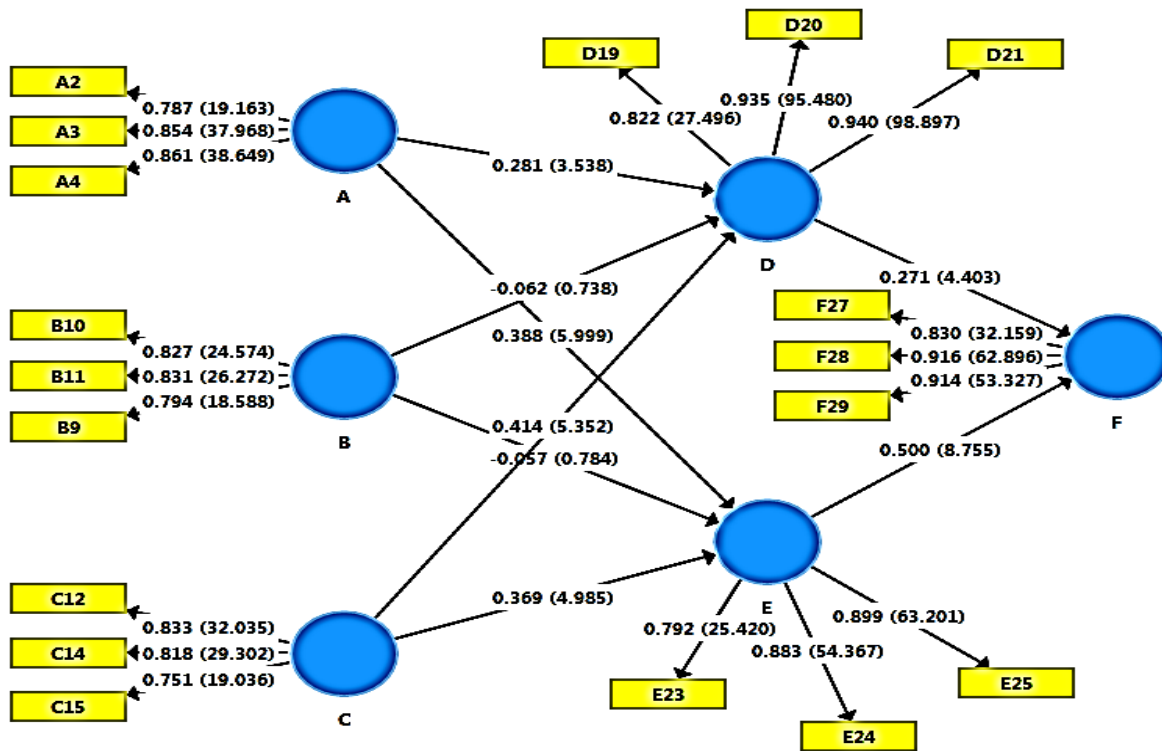 D20
D19
D21
A2
0.787 (19.163)
A3
0.854 (37.968)
0.861 (38.649)
A4
A
0.935 (95.480)
0.822 (27.496)
0.940 (98.897)
0.281 (3.538)
D
-0.062 (0.738)
0.271 (4.403)
B10
0.827 (24.574)
B11
0.831 (26.272)
0.794 (18.588)
B9
B
0.388 (5.999)
F27
0.830 (32.159)
F28
0.916 (62.896)
0.914 (53.327)
F29
F
0.414 (5.352)
-0.057 (0.784)
0.500 (8.755)
C12
0.833 (32.035)
C14
0.818 (29.302)
0.751 (19.036)
C15
C
0.369 (4.985)
E
0.792 (25.420)
0.899 (63.201)
0.883 (54.367)
E23
E25
E24